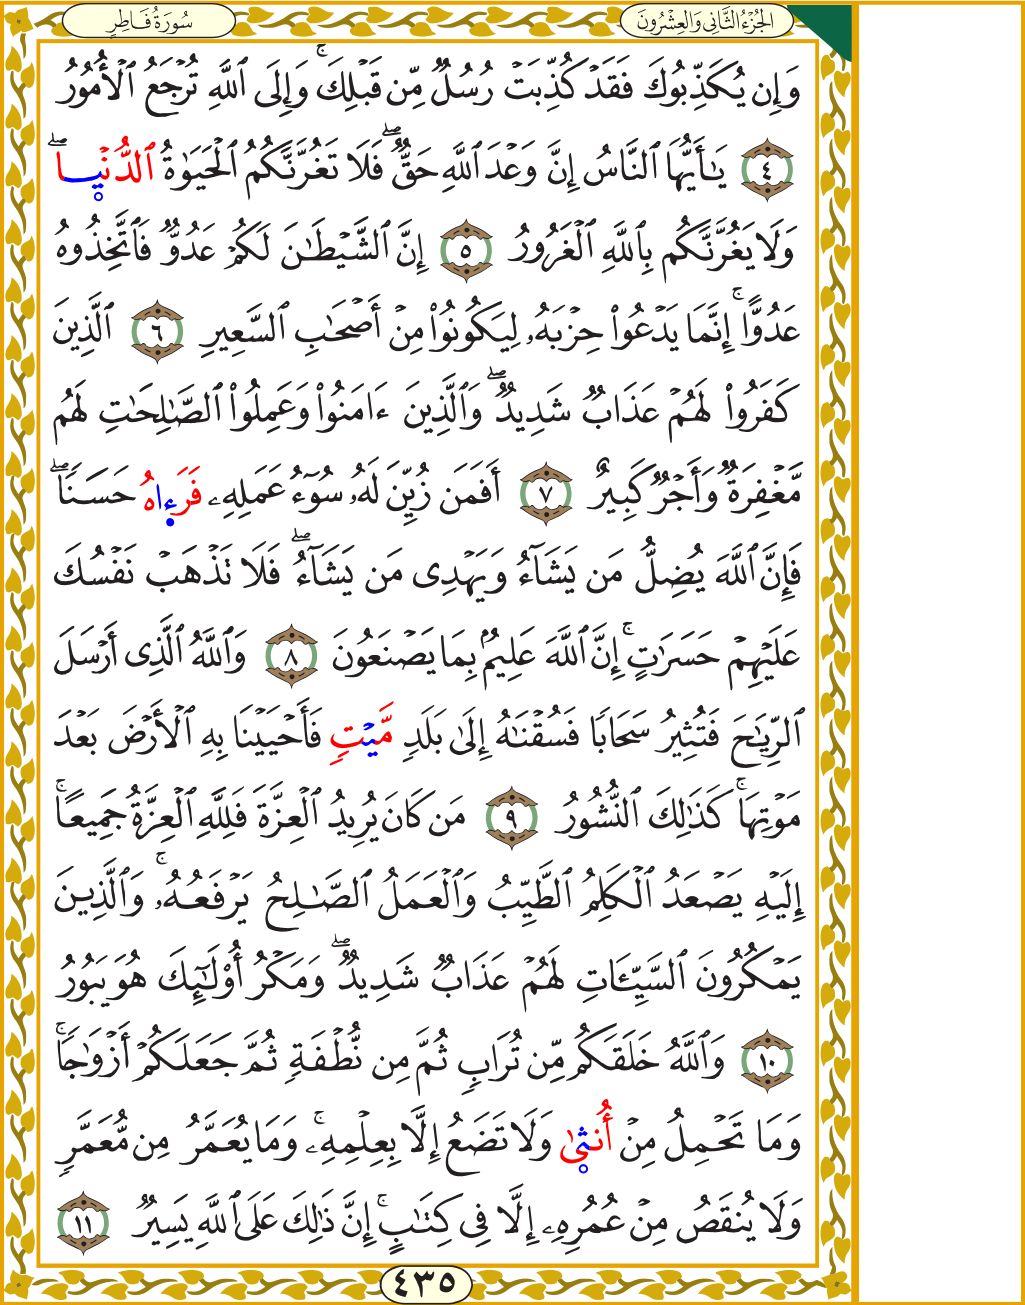 الجُزْءُ الثَّانِي وَالعِشْرُونَ
سُورَةُ فَاطِرٍ
وَإِن يُكَذِّبُوكَ فَقَدۡ كُذِّبَتۡ رُسُلٞ مِّن قَبۡلِكَۚ وَإِلَى ٱللَّهِ تُرۡجَعُ ٱلۡأُمُورُ
٤ يَٰٓأَيُّهَا ٱلنَّاسُ إِنَّ وَعۡدَ ٱللَّهِ حَقّٞۖ فَلَا تَغُرَّنَّكُمُ ٱلۡحَيَوٰةُ ٱلدُّنۡيَاۖ
وَلَا يَغُرَّنَّكُم بِٱللَّهِ ٱلۡغَرُورُ ٥ إِنَّ ٱلشَّيۡطَٰنَ لَكُمۡ عَدُوّٞ فَٱتَّخِذُوهُ
عَدُوًّاۚ إِنَّمَا يَدۡعُواْ حِزۡبَهُۥ لِيَكُونُواْ مِنۡ أَصۡحَٰبِ ٱلسَّعِيرِ ٦ ٱلَّذِينَ
كَفَرُواْ لَهُمۡ عَذَابٞ شَدِيدٞۖ وَٱلَّذِينَ ءَامَنُواْ وَعَمِلُواْ ٱلصَّٰلِحَٰتِ لَهُم
مَّغۡفِرَةٞ وَأَجۡرٞ كَبِيرٌ ٧ أَفَمَن زُيِّنَ لَهُۥ سُوٓءُ عَمَلِهِۦ فَرَءَاهُ حَسَنٗاۖ
فَإِنَّ ٱللَّهَ يُضِلُّ مَن يَشَآءُ وَيَهۡدِي مَن يَشَآءُۖ فَلَا تَذۡهَبۡ نَفۡسُكَ
عَلَيۡهِمۡ حَسَرَٰتٍۚ إِنَّ ٱللَّهَ عَلِيمُۢ بِمَا يَصۡنَعُونَ ٨ وَٱللَّهُ ٱلَّذِيٓ أَرۡسَلَ
ٱلرِّيَٰحَ فَتُثِيرُ سَحَابٗا فَسُقۡنَٰهُ إِلَىٰ بَلَدٖ مَّيۡتٖ فَأَحۡيَيۡنَا بِهِ ٱلۡأَرۡضَ بَعۡدَ
مَوۡتِهَاۚ كَذَٰلِكَ ٱلنُّشُورُ ٩ مَن كَانَ يُرِيدُ ٱلۡعِزَّةَ فَلِلَّهِ ٱلۡعِزَّةُ جَمِيعًاۚ
إِلَيۡهِ يَصۡعَدُ ٱلۡكَلِمُ ٱلطَّيِّبُ وَٱلۡعَمَلُ ٱلصَّٰلِحُ يَرۡفَعُهُۥۚ وَٱلَّذِينَ
يَمۡكُرُونَ ٱلسَّيِّـَٔاتِ لَهُمۡ عَذَابٞ شَدِيدٞۖ وَمَكۡرُ أُوْلَٰٓئِكَ هُوَ يَبُورُ
١٠ وَٱللَّهُ خَلَقَكُم مِّن تُرَابٖ ثُمَّ مِن نُّطۡفَةٖ ثُمَّ جَعَلَكُمۡ أَزۡوَٰجٗاۚ
وَمَا تَحۡمِلُ مِنۡ أُنثَىٰ وَلَا تَضَعُ إِلَّا بِعِلۡمِهِۦۚ وَمَا يُعَمَّرُ مِن مُّعَمَّرٖ
وَلَا يُنقَصُ مِنۡ عُمُرِهِۦٓ إِلَّا فِي كِتَٰبٍۚ إِنَّ ذَٰلِكَ عَلَى ٱللَّهِ يَسِيرٞ ١١
٤٣٥